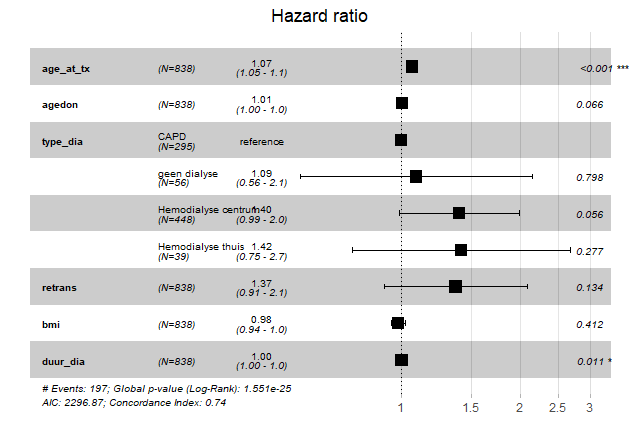 Hazard ratio
age_at_tx (N=838) 1.07 (1.05 - 1.1) <0.001 ***
agedon (N=838) 1.01 (1.00 - 1.0) 0.066
type_dia CAPD (N=295) reference
geen dialyse (N=56) 1.09 (0.56 - 2.1) 0.798
Hemodialyse centrum (N=448) 1.40 (0.99 - 2.0) 0.056
Hemodialyse thuis (N=39) 1.42 (0.75 - 2.7) 0.277
retrans (N=838) 1.37 (0.91 - 2.1) 0.134
bmi (N=838) 0.98 (0.94 - 1.0) 0.412
duur_dia (N=838) 1.00 (1.00 - 1.0) 0.011 *
# Events: 197; Global p-value (Log-Rank): 1.551e-25
AIC: 2296.87; Concordance Index: 0.74
1 1.5 2 2.5 3